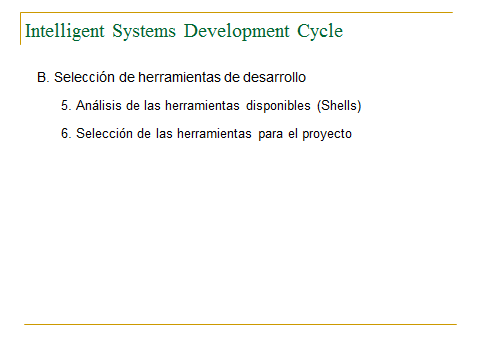 Intelligent Systems Development Cycle
B. Selección de herramientas de desarrollo
5. Análisis de las herramientas disponibles (Shells)
6. Selección de las herramientas para el proyecto